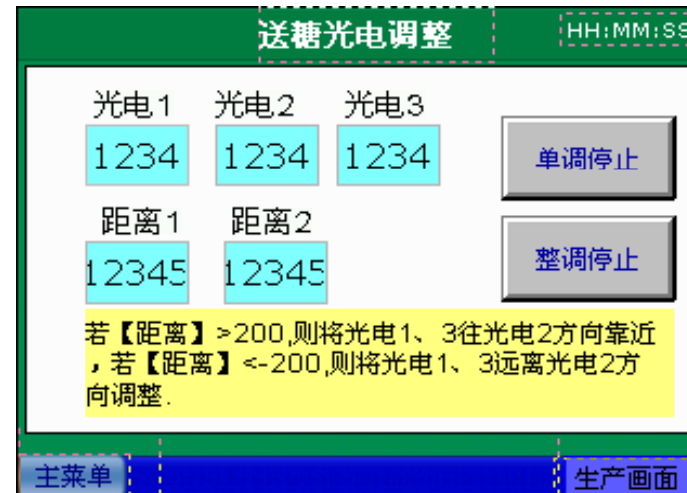 送糖光电调整
HH:MM:SS
光电1 光电2 光电3
1234 1234 1234
单调停止
距离1 距离2
12345 12345
整调停止
若【距离】>200,则将光电1、3往光电2方向靠近
，若【距离】<-200,则将光电1、3远离光电2方
向调整.
主菜单
生产画面